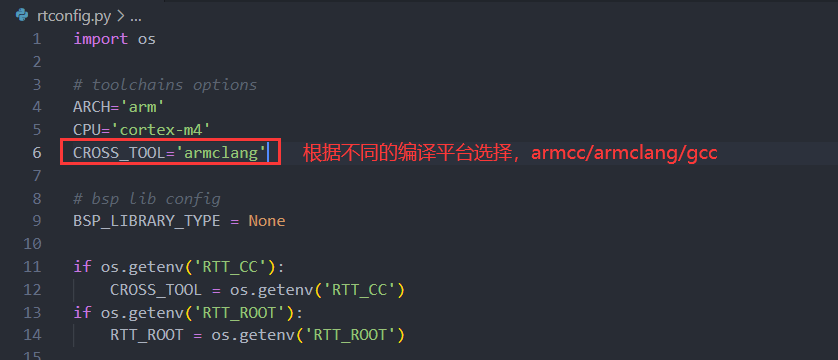 rtconfig.py > ...
1 import os
2
3 # toolchains options
4 ARCH='arm'
5 CPU='cortex-m4'
6 CROSS_TOOL='armclang' 根据不同的编译平台选择，armcc/armclang/gcc
7
8 # bsp lib config
9 BSP_LIBRARY_TYPE = None
10
11 if os.getenv('RTT_CC'):
12     CROSS_TOOL = os.getenv('RTT_CC')
13 if os.getenv('RTT_ROOT'):
14     RTT_ROOT = os.getenv('RTT_ROOT')
15